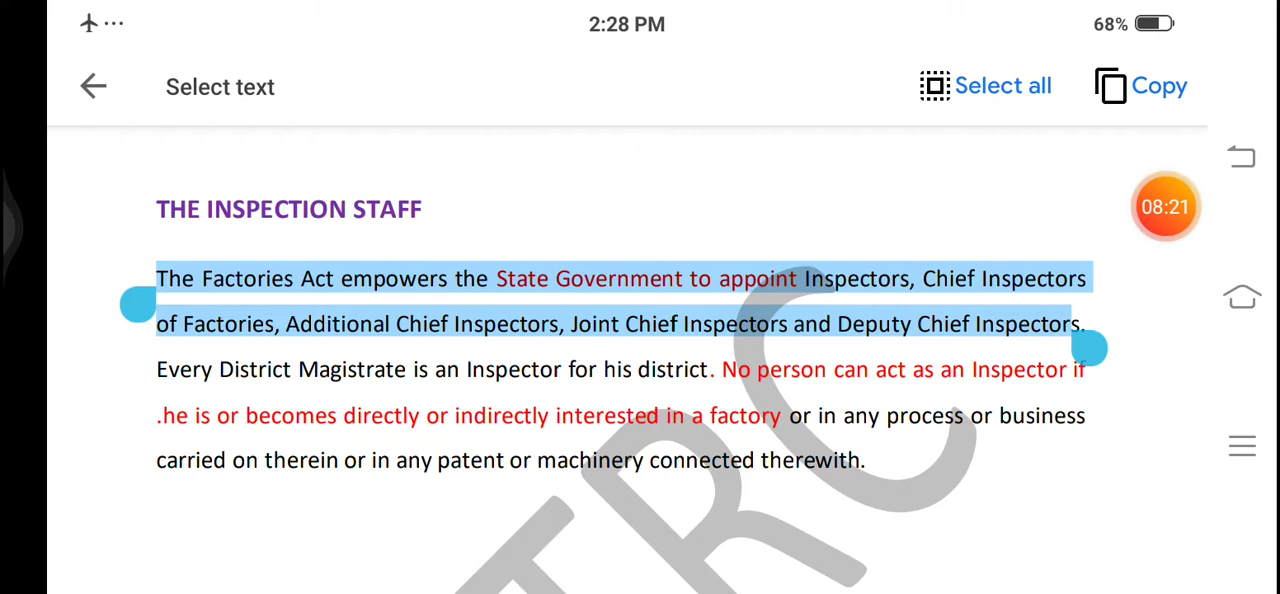 2:28 PM
68%
Select text
Select all
Copy
08:21
THE INSPECTION STAFF
The Factories Act empowers the State Government to appoint Inspectors, Chief Inspectors
of Factories, Additional Chief Inspectors, Joint Chief Inspectors and Deputy Chief Inspectors.
Every District Magistrate is an Inspector for his district. No person can act as an Inspector if
.he is or becomes directly or indirectly interested in a factory or in any process or business
carried on therein or in any patent or machinery connected therewith.
TRC